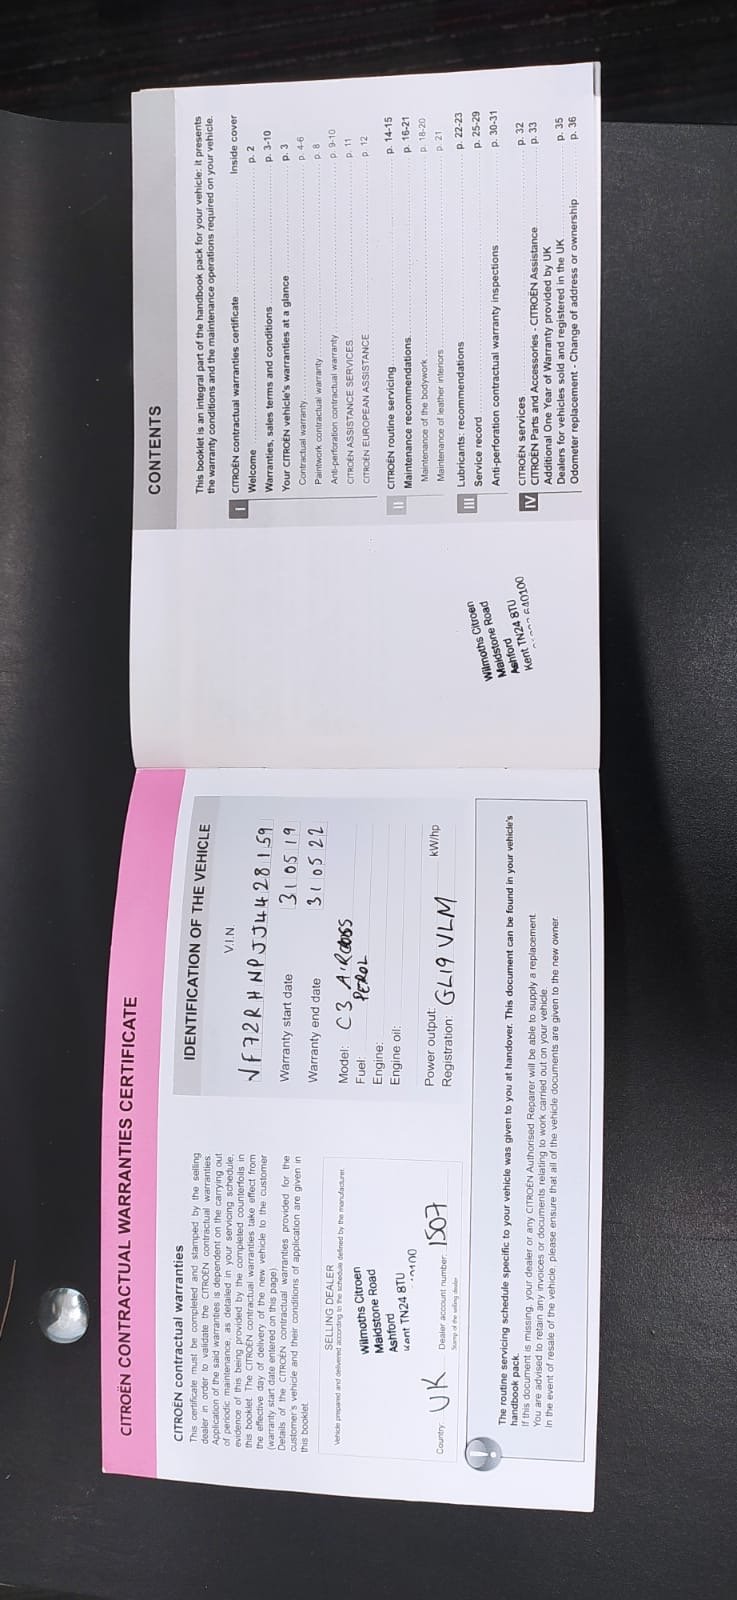 CITROËN CONTRACTUAL WARRANTIES CERTIFICATE
CITROËN contractual warranties
This certificate must be completed and stamped by the selling
dealer in order to validate the CITROËN contractual warranties.
Application of the said warranties is dependent on the carrying out
of periodic maintenance, as detailed in your servicing schedule,
evidence of this being provided by the completed counterfoils in
this booklet. The CITROËN contractual warranties take effect from
the effective day of delivery of the new vehicle to the customer
(warranty start date entered on this page).
Details of the CITROËN contractual warranties provided for the
customer's vehicle and their conditions of application are given in
this booklet.
SELLING DEALER
Vehicle prepared and delivered according to the schedule defined by the manufacturer.
Wilmoths Citroen
Maidstone Road
Ashford
Kent TN24 8TU
Country: UK Dealer account number: 1507
Stamp of the selling dealer
IDENTIFICATION OF THE VEHICLE
V.I.N.
VF72RHNPJJ4428159
Warranty start date 31 05 19
Warranty end date 31 05 22
Model: C3 AIRCROSS
Fuel: PEROL
Engine:
Engine oil:
Power output: kW/hp
Registration: GL19 VLM
The routine servicing schedule specific to your vehicle was given to you at handover. This document can be found in your vehicle's
handbook pack.
If this document is missing, your dealer or any CITROËN Authorised Repairer will be able to supply a replacement.
You are advised to retain any invoices or documents relating to work carried out on your vehicle.
In the event of resale of the vehicle, please ensure that all of the vehicle documents are given to the new owner.
CONTENTS
This booklet is an integral part of the handbook pack for your vehicle: it presents
the warranty conditions and the maintenance operations required on your vehicle.
I CITROËN contractual warranties certificate Inside cover
Welcome p. 2
Warranties, sales terms and conditions p. 3-10
Your CITROËN vehicle's warranties at a glance p. 3
Contractual warranty p. 4-6
Paintwork contractual warranty p. 8
Anti-perforation contractual warranty p. 9-10
CITROËN ASSISTANCE SERVICES p. 11
CITROËN EUROPEAN ASSISTANCE p. 12
II CITROËN routine servicing p. 14-15
Maintenance recommendations p. 16-21
Maintenance of the bodywork p. 18-20
Maintenance of leather interiors p. 21
III Lubricants: recommendations p. 22-23
Service record p. 25-29
Anti-perforation contractual warranty inspections p. 30-31
IV CITROËN services p. 32
CITROËN Parts and Accessories - CITROËN Assistance p. 33
Additional One Year of Warranty provided by UK
Dealers for vehicles sold and registered in the UK p. 35
Odometer replacement - Change of address or ownership p. 36
Wilmoths Citroen
Maidstone Road
Ashford
Kent TN24 8TU